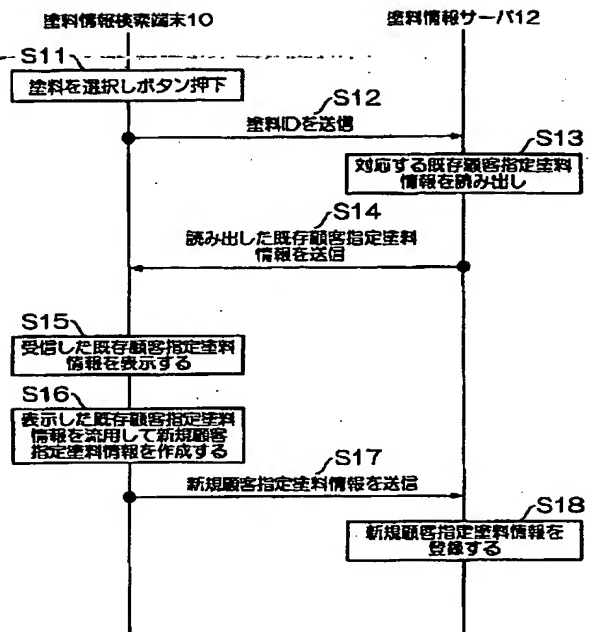 塗料情報検索端末10
塗料情報サーバ12
S11
塗料を選択しボタン押下
S12
塗料IDを送信
S13
対応する既存顧客指定塗料
情報を読み出し
S14
読み出した既存顧客指定塗料
情報を送信
S15
受信した既存顧客指定塗料
情報を表示する
S16
表示した既存顧客指定塗料
情報を流用して新規顧客
指定塗料情報を作成する
S17
新規顧客指定塗料情報を送信
S18
新規顧客指定塗料情報を
登録する